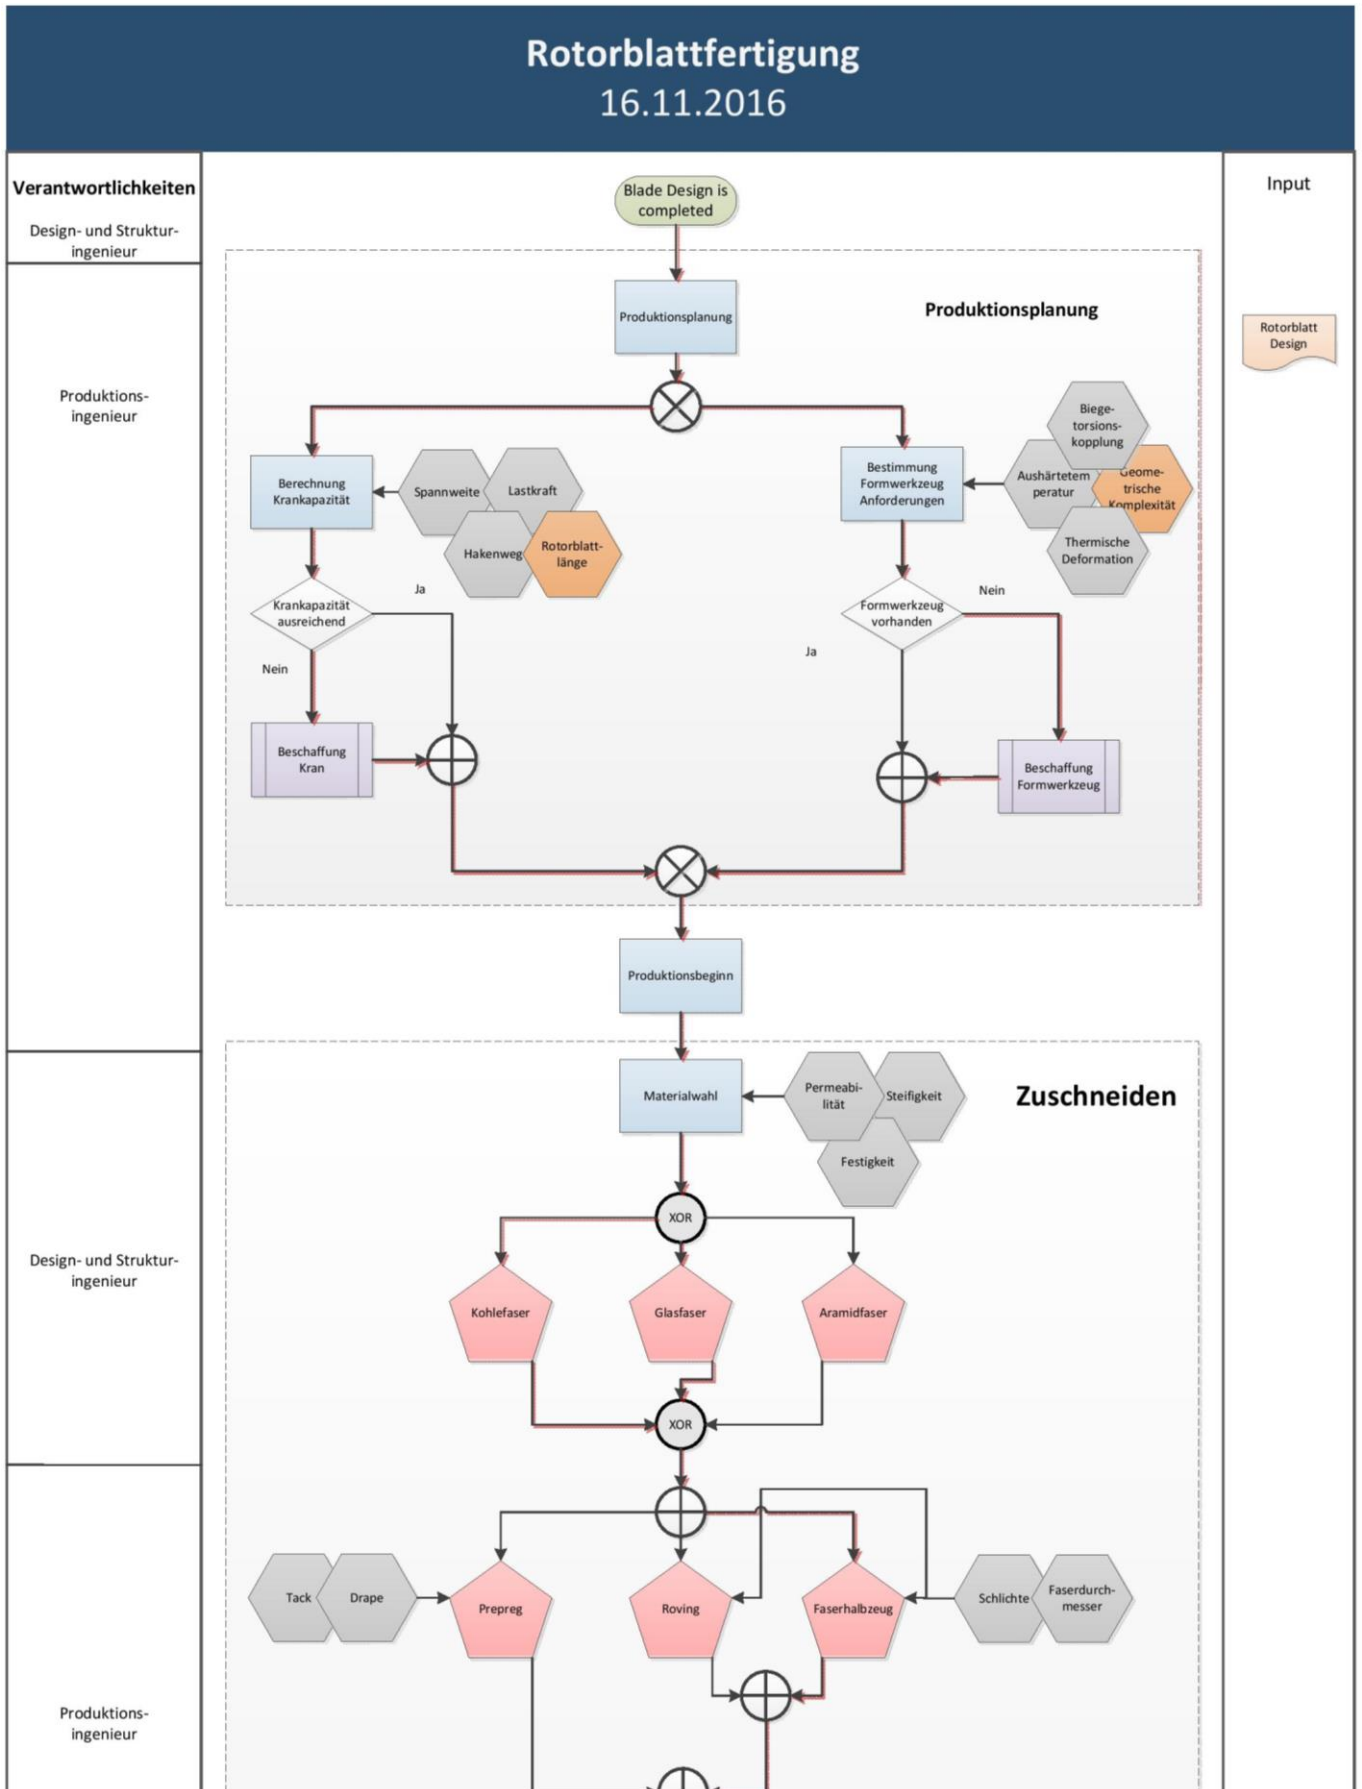 Rotorblattfertigung
16.11.2016
Verantwortlichkeiten
Design- und Struktur-
ingenieur
Input
Blade Design is
completed
Produktionsplanung
Produktionsplanung
Rotorblatt
Design
Produktions-
ingenieur
Biege-
torsions-
kopplung
Berechnung
Krankapazität
Spannweite
Lastkraft
Hakenweg
Rotorblatt-
länge
Bestimmung
Formwerkzeug
Anforderungen
Aushärtetem
peratur
Geome-
trische
Komplexität
Thermische
Deformation
Krankapazität
ausreichend
Ja
Nein
Formwerkzeug
vorhanden
Nein
Ja
Beschaffung
Kran
Beschaffung
Formwerkzeug
Produktionsbeginn
Materialwahl
Permeabi-
lität
Steifigkeit
Festigkeit
Zuschneiden
XOR
Design- und Struktur-
ingenieur
Kohlefaser
Glasfaser
Aramidfaser
XOR
Tack
Drape
Prepreg
Roving
Faserhalbzeug
Schlichte
Faserdurch-
messer
Produktions-
ingenieur